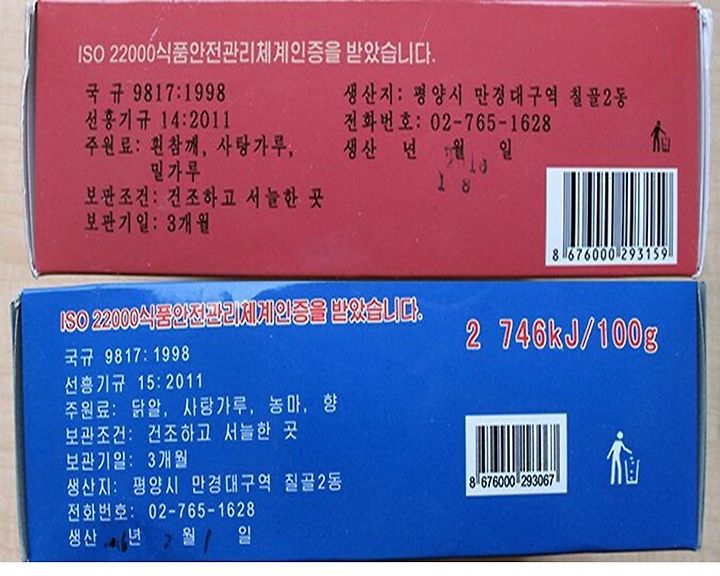 ISO 22000식품안전관리체계인증을 받았습니다.
국 규 9817:1998
선흥기규 14:2011
주원료: 흰참깨, 사탕가루,
밀가루
보관조건: 건조하고 서늘한 곳
보관기일: 3개월
생산지: 평양시 만경대구역 칠골2동
전화번호: 02-765-1628
생산 년 월 일
8 676000 293159
ISO 22000식품안전관리체계인증을 받았습니다.
2 746kJ/100g
국규 9817:1998
선흥기규 15:2011
주원료: 닭알, 사탕가루, 농마, 향
보관조건: 건조하고 서늘한 곳
보관기일: 3개월
생산지: 평양시 만경대구역 칠골2동
전화번호: 02-765-1628
생산 년 2 월 1 일
8 676000 293067